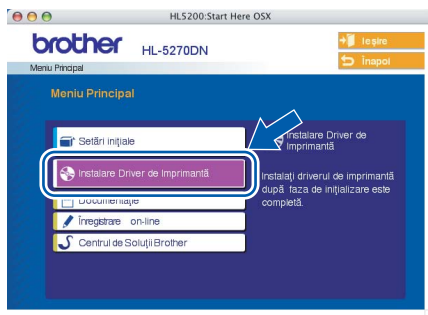 HL5200:Start Here OSX
brother
HL-5270DN
Ieşire
Înapoi
Meniu Principal
Meniu Principal
Setări iniţiale
Instalare Driver de Imprimantă
Documentaţie
Înregistrare on-line
Centrul de Soluţii Brother
Instalare Driver de
Imprimantă
Instalaţi driverul de imprimantă
după faza de iniţializare este
completă.